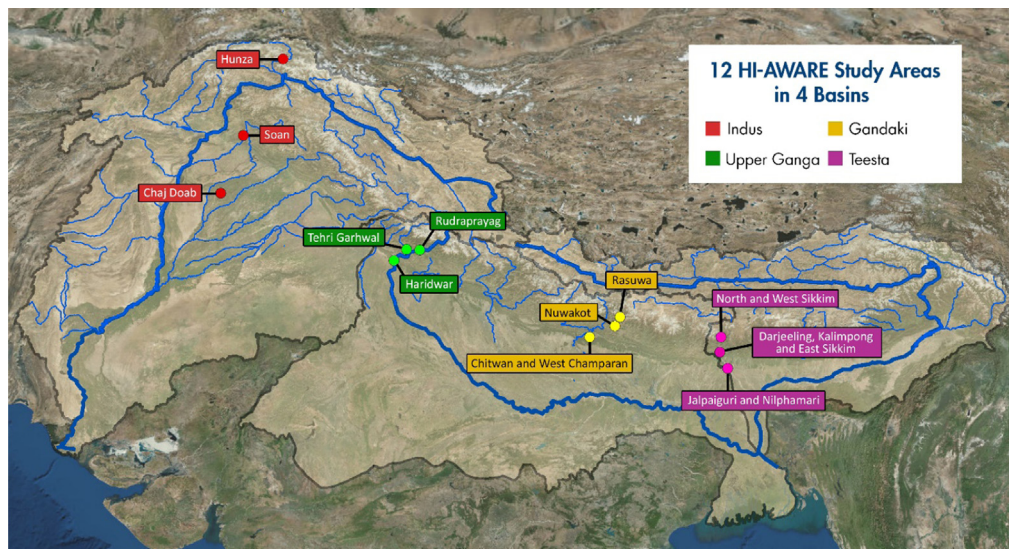 12 HI-AWARE Study Areas
in 4 Basins
Indus
Gandaki
Upper Ganga
Teesta
Hunza
Soan
Chaj Doab
Rudraprayag
Tehri Garhwal
Haridwar
Rasuwa
Nuwakot
Chitwan and West Champaran
North and West Sikkim
Darjeeling, Kalimpong
and East Sikkim
Jalpaiguri and Nilphamari